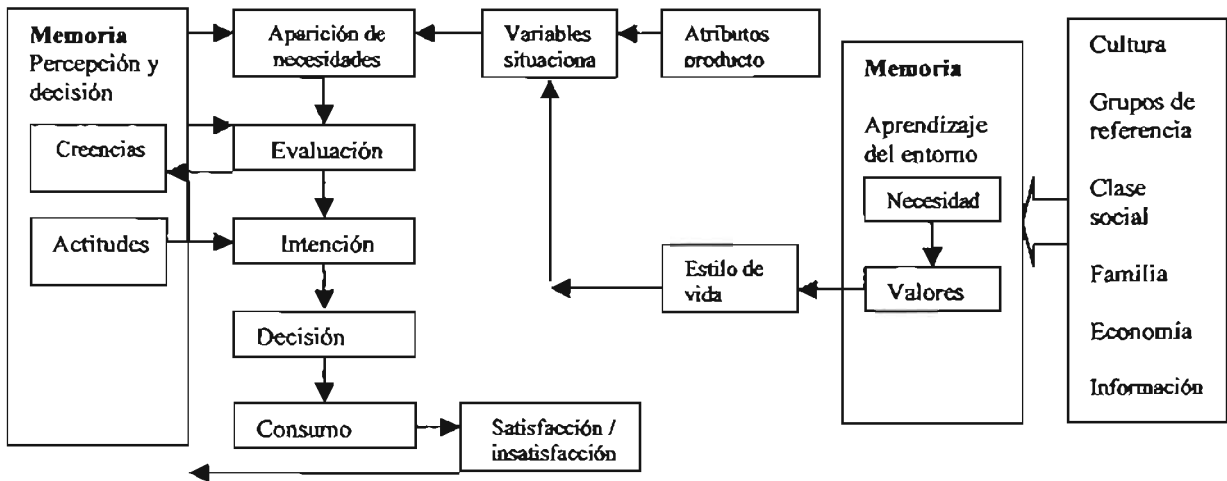 Memoria
Percepción y
decisión
Creencias
Actitudes
Aparición de
necesidades
Evaluación
Intención
Decisión
Consumo
Satisfacción /
insatisfacción
Variables
situaciona
Atributos
producto
Estilo de
vida
Memoria
Aprendizaje
del entorno
Necesidad
Valores
Cultura
Grupos de
referencia
Clase
social
Familia
Economía
Información